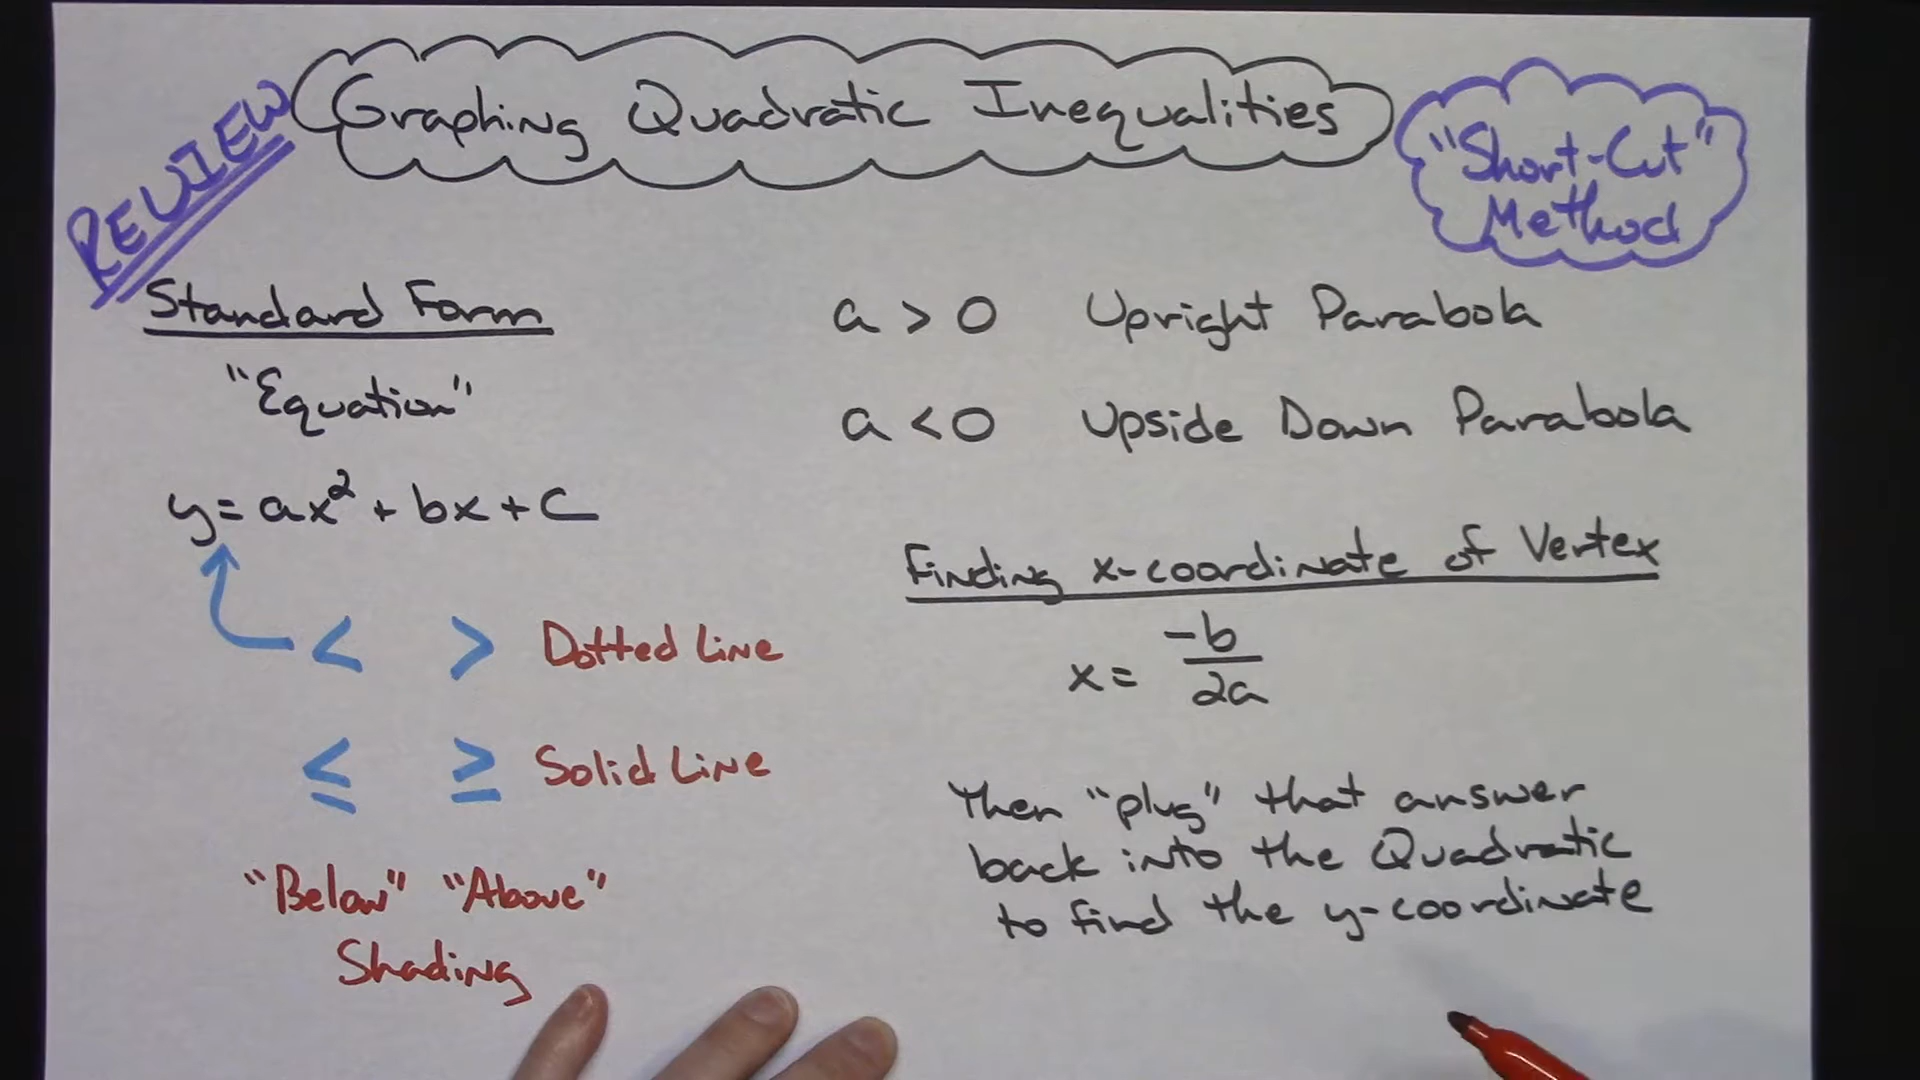 REVIEW
Graphing Quadratic Inequalities
"Short-Cut"
Method
Standard Form
"Equation"
y = ax² + bx + c
< > Dotted Line
≤ ≥ Solid Line
"Below" "Above"
Shading
a > 0 Upright Parabola
a < 0 Upside Down Parabola
Finding x-coordinate of Vertex
x = -b/2a
Then "plug" that answer
back into the Quadratic
to find the y-coordinate